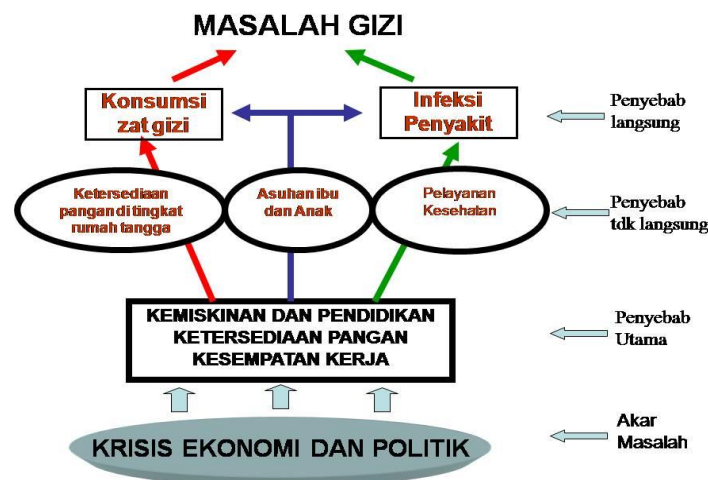 MASALAH GIZI
Konsumsi
zat gizi
Infeksi
Penyakit
Penyebab
langsung
Ketersediaan
pangan di tingkat
rumah tangga
Asuhan ibu
dan Anak
Pelayanan
Kesehatan
Penyebab
tdk langsung
KEMISKINAN DAN PENDIDIKAN
KETERSEDIAAN PANGAN
KESEMPATAN KERJA
Penyebab
Utama
KRISIS EKONOMI DAN POLITIK
Akar
Masalah